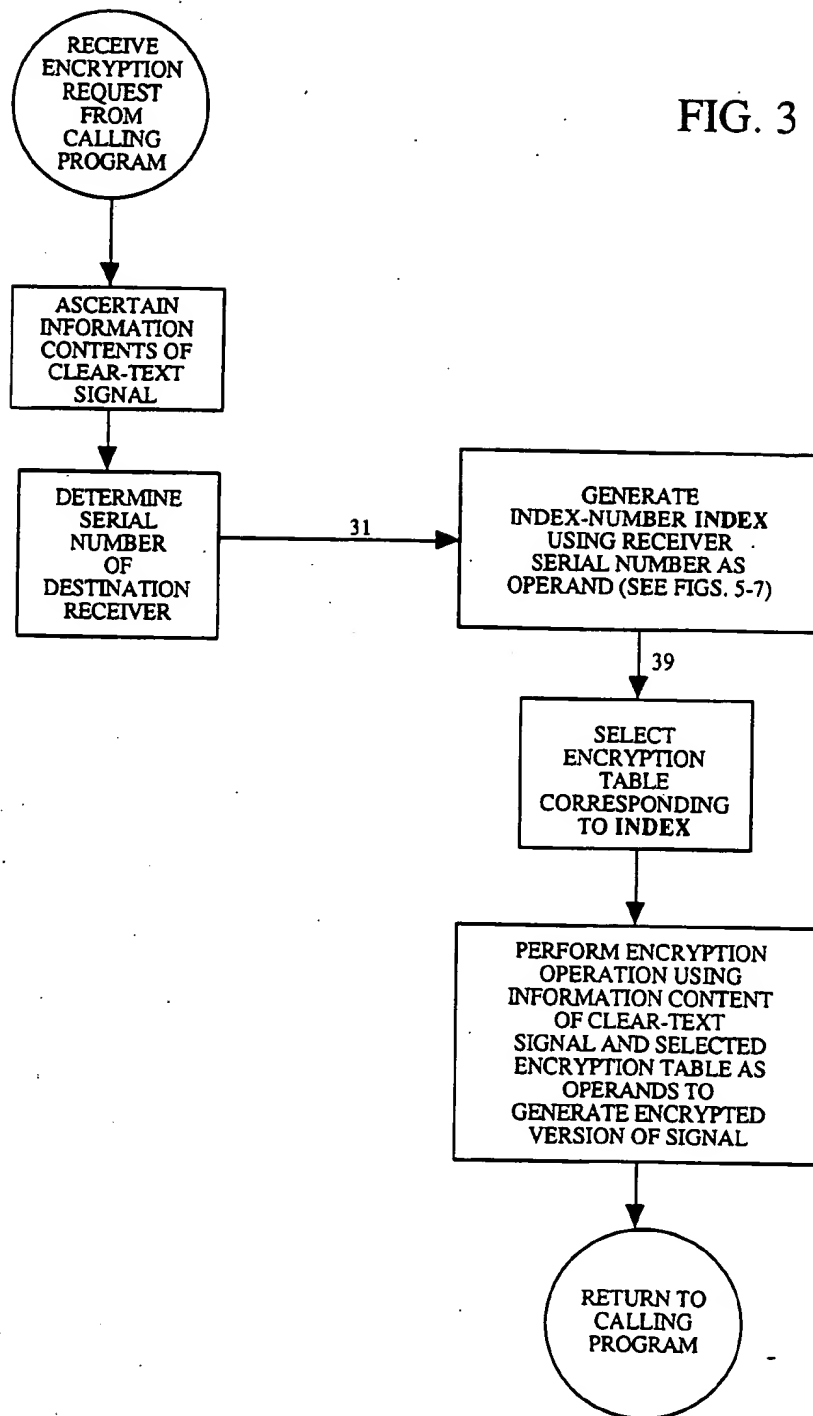 RECEIVE
ENCRYPTION
REQUEST
FROM
CALLING
PROGRAM
FIG. 3
ASCERTAIN
INFORMATION
CONTENTS OF
CLEAR-TEXT
SIGNAL
DETERMINE
SERIAL
NUMBER
OF
DESTINATION
RECEIVER
31
GENERATE
INDEX-NUMBER INDEX
USING RECEIVER
SERIAL NUMBER AS
OPERAND (SEE FIGS. 5-7)
39
SELECT
ENCRYPTION
TABLE
CORRESPONDING
TO INDEX
PERFORM ENCRYPTION
OPERATION USING
INFORMATION CONTENT
OF CLEAR-TEXT
SIGNAL AND SELECTED
ENCRYPTION TABLE AS
OPERANDS TO
GENERATE ENCRYPTED
VERSION OF SIGNAL
RETURN TO
CALLING
PROGRAM